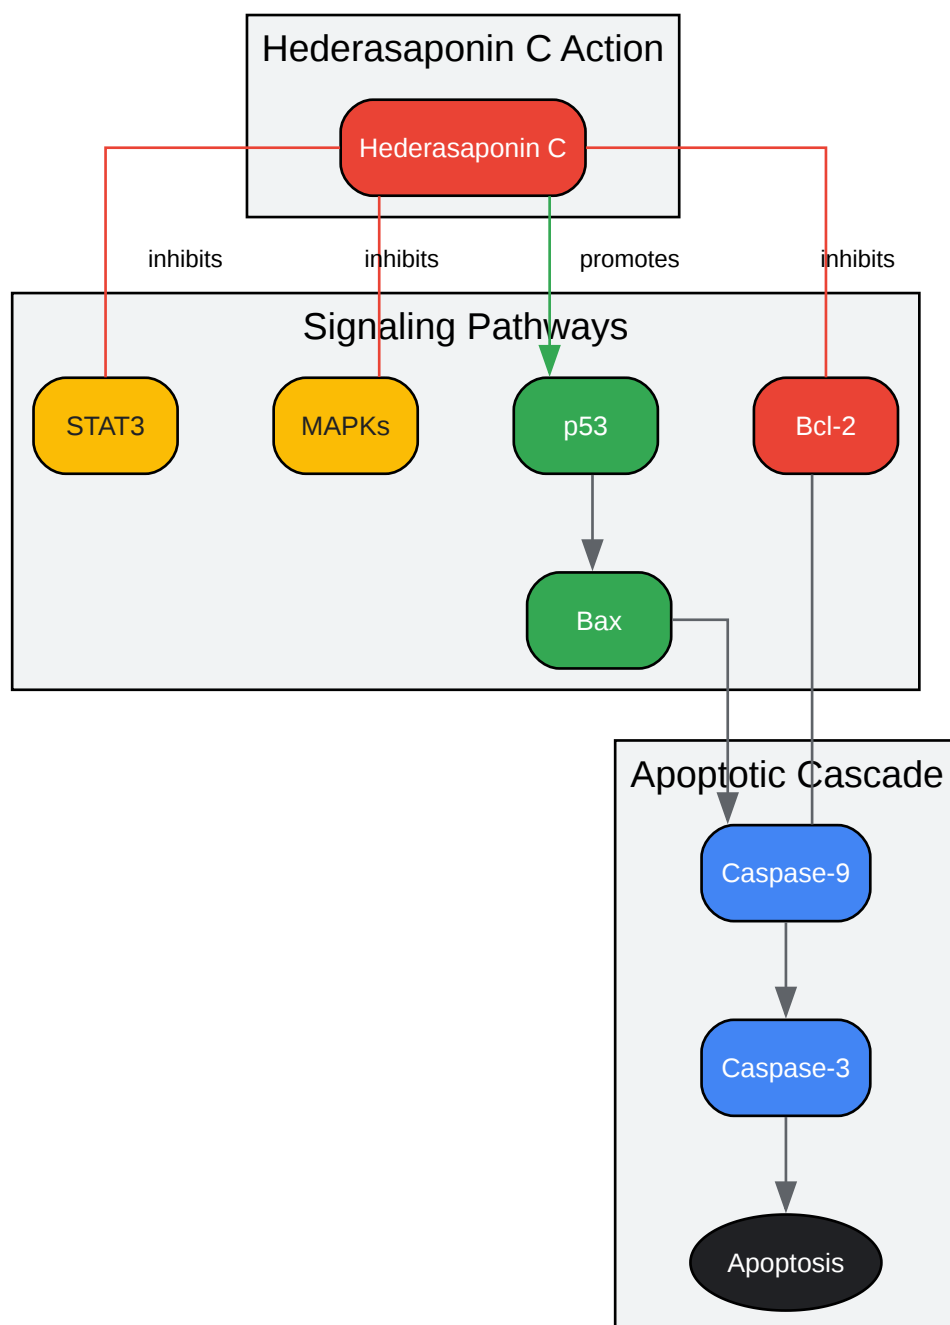 Hederasaponin C Action
Hederasaponin C
inhibits
inhibits
promotes
inhibits
Signaling Pathways
STAT3
MAPKs
p53
Bcl-2
Bax
Apoptotic Cascade
Caspase-9
Caspase-3
Apoptosis